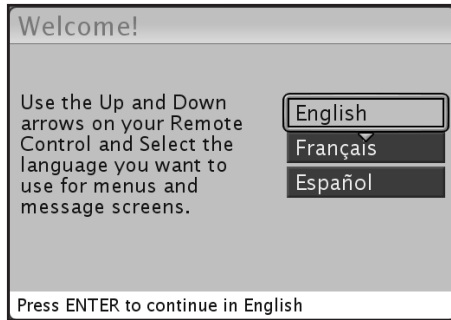 Welcome!
Use the Up and Down
arrows on your Remote
Control and Select the
language you want to
use for menus and
message screens.
English
Français
Español
Press ENTER to continue in English